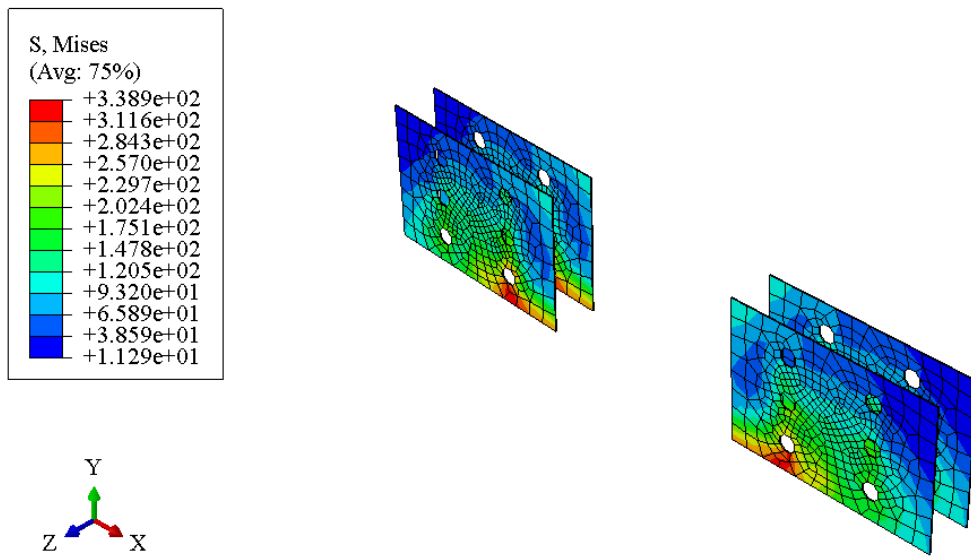 S, Mises
(Avg: 75%)
+3.389e+02
+3.116e+02
+2.843e+02
+2.570e+02
+2.297e+02
+2.024e+02
+1.751e+02
+1.478e+02
+1.205e+02
+9.320e+01
+6.589e+01
+3.859e+01
+1.129e+01
Y
Z
X